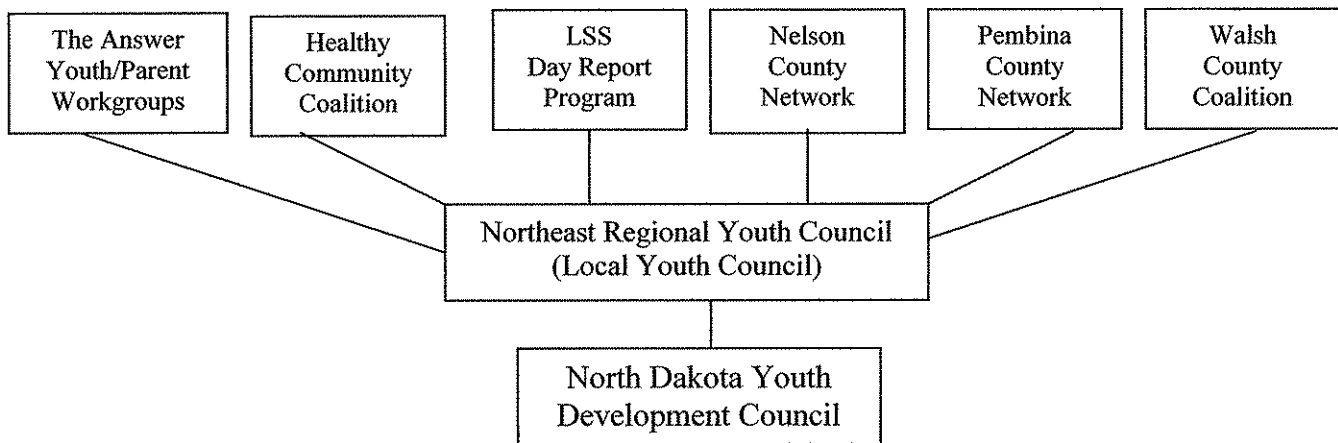 The Answer
Youth/Parent
Workgroups
Healthy
Community
Coalition
LSS
Day Report
Program
Nelson
County
Network
Pembina
County
Network
Walsh
County
Coalition
Northeast Regional Youth Council
(Local Youth Council)
North Dakota Youth
Development Council